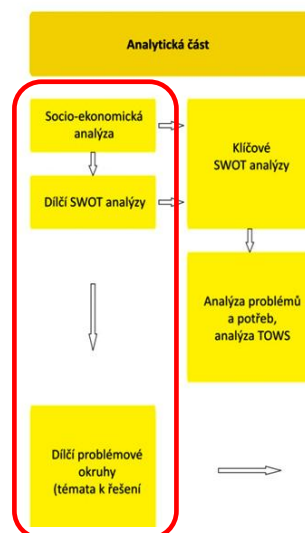 Analytická část
Socio-ekonomická
analýza
Klíčové
SWOT analýzy
Dílčí SWOT analýzy
Analýza problémů
a potřeb,
analýza TOWS
Dílčí problémové
okruhy
(témata k řešení